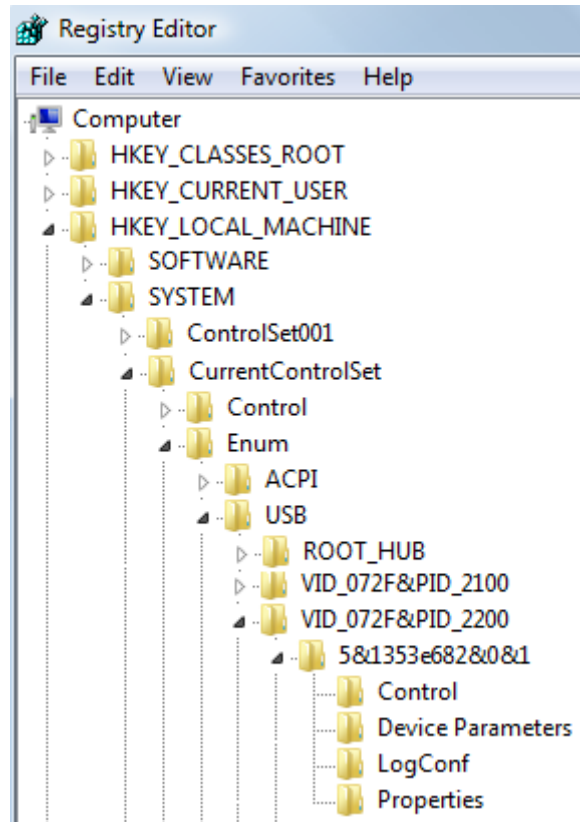 Registry Editor
File Edit View Favorites Help
Computer
HKEY_CLASSES_ROOT
HKEY_CURRENT_USER
HKEY_LOCAL_MACHINE
SOFTWARE
SYSTEM
ControlSet001
CurrentControlSet
Control
Enum
ACPI
USB
ROOT_HUB
VID_072F&PID_2100
VID_072F&PID_2200
5&1353e682&0&1
Control
Device Parameters
LogConf
Properties